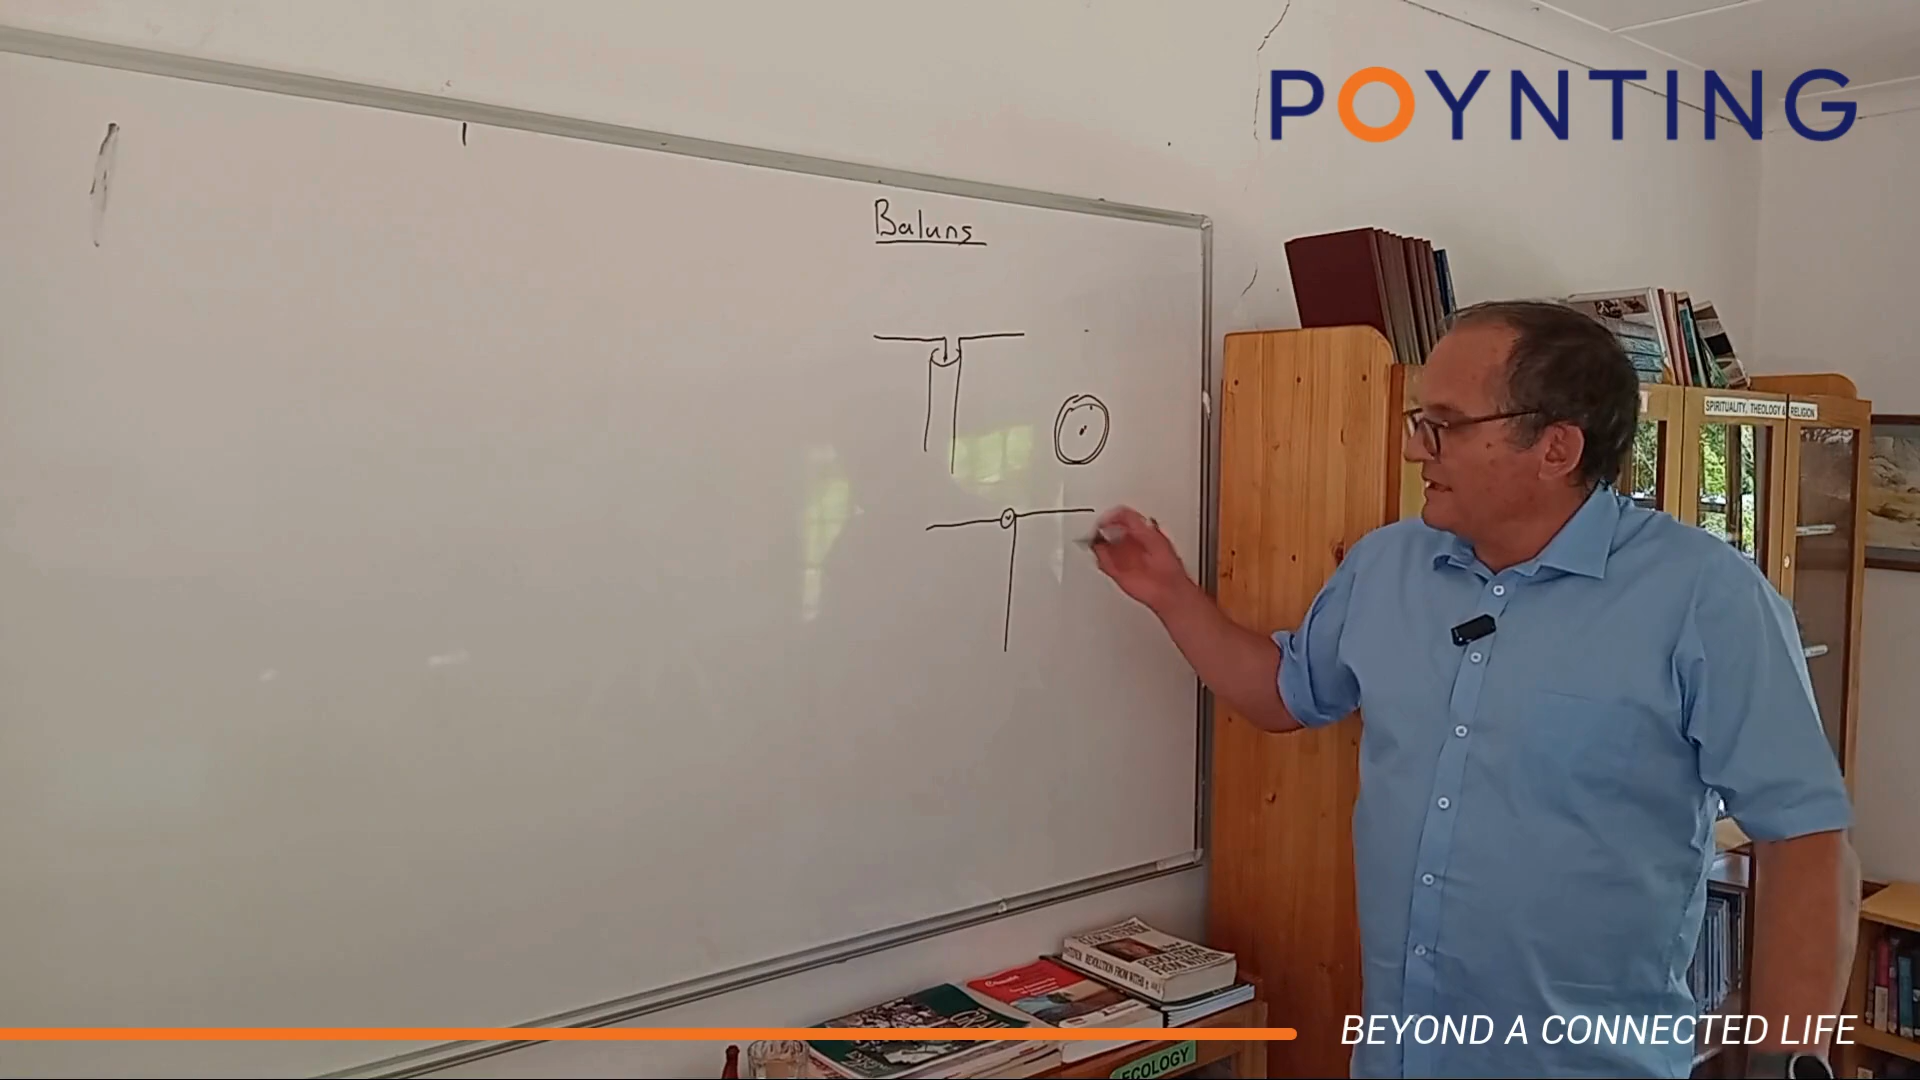 POYNTING
Baluns
SPIRITUALITY, THEOLOGY & RELIGION
REVOLUTION FROM WITHIN
ECOLOGY
BEYOND A CONNECTED LIFE